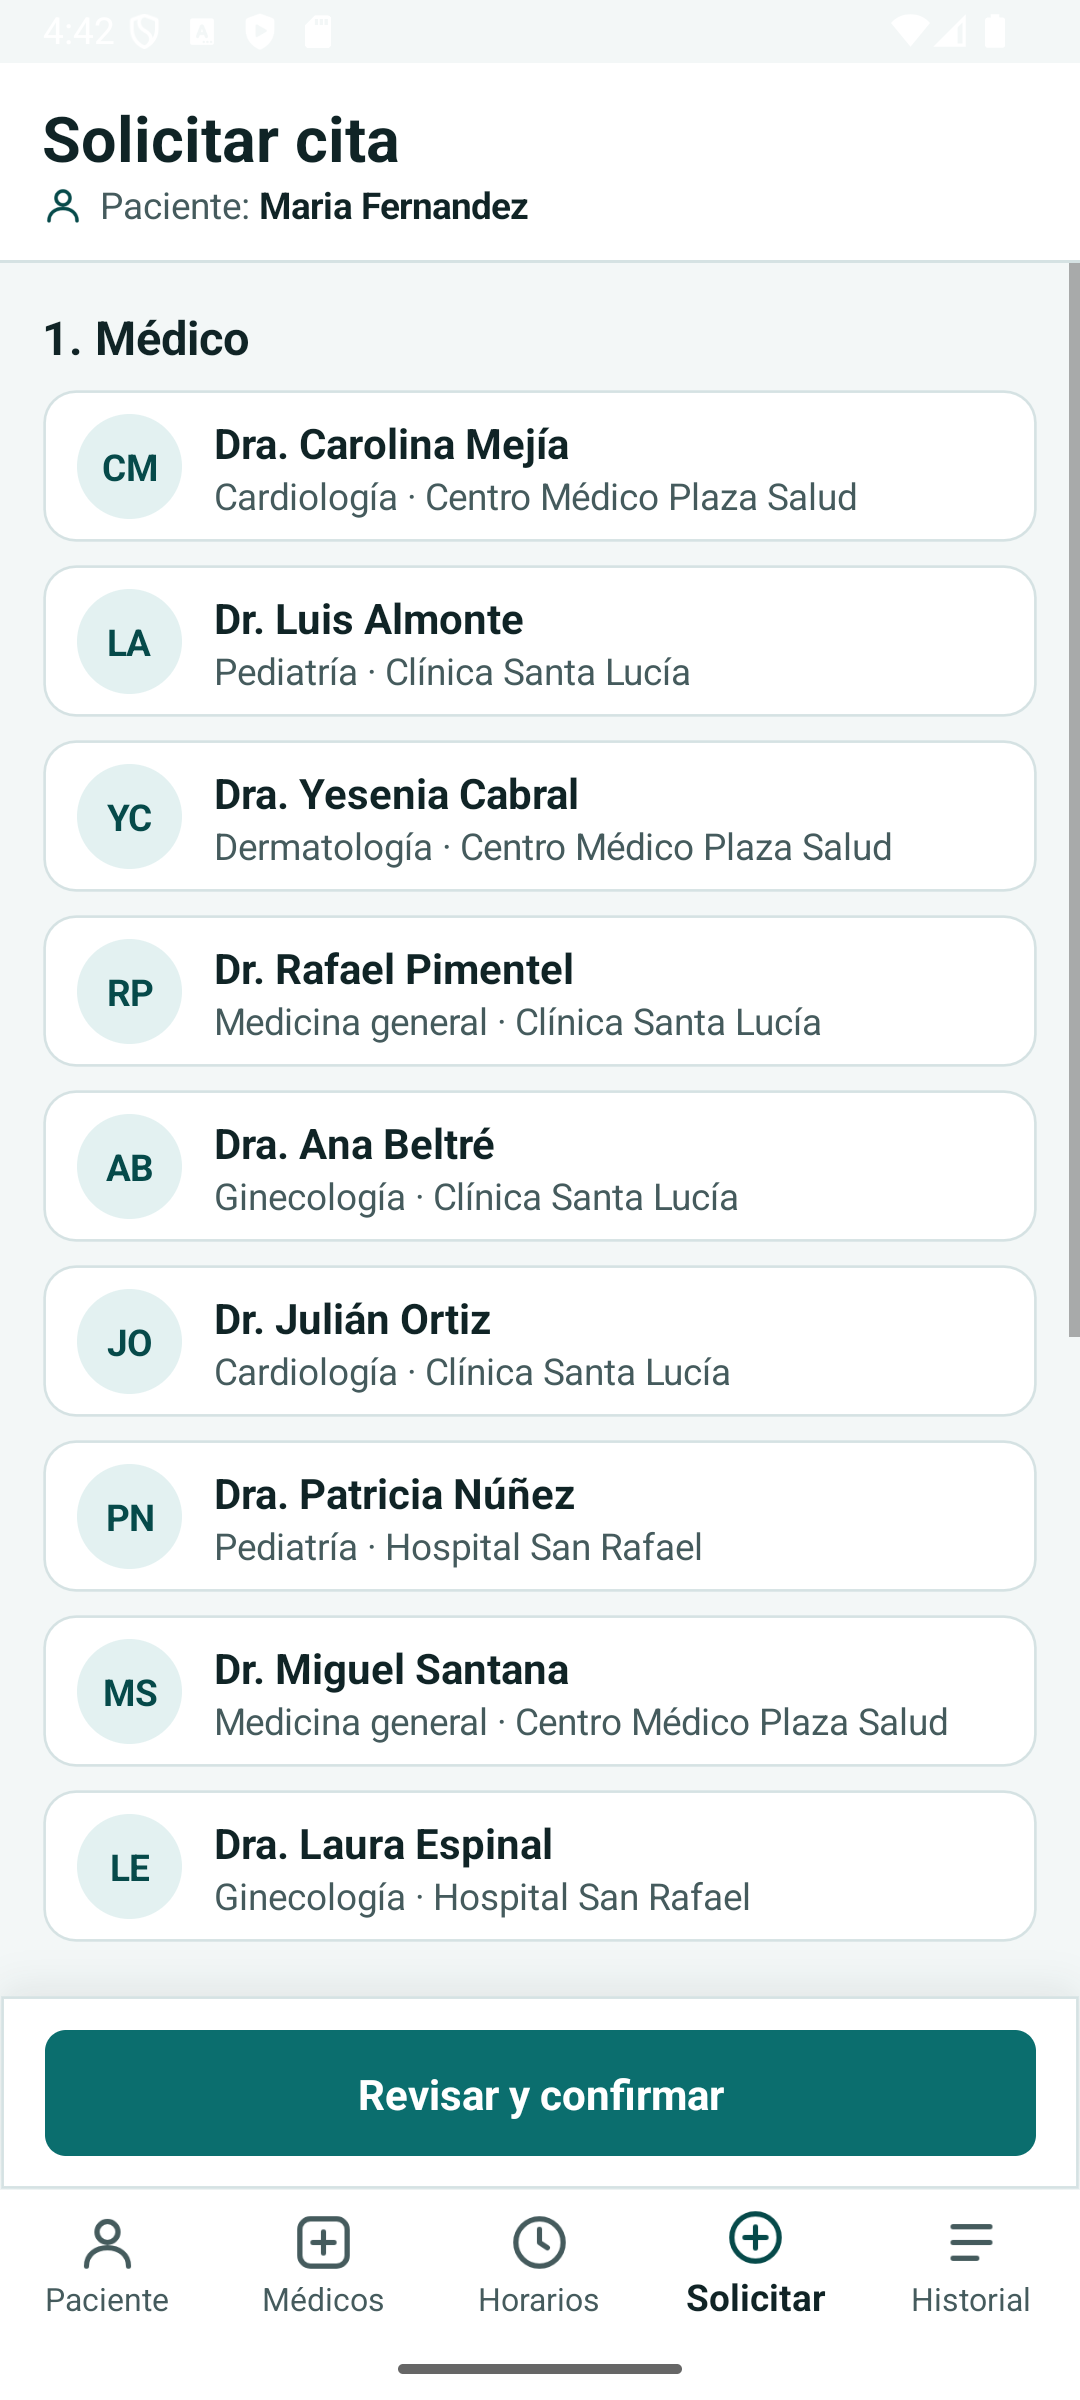 4:42
Solicitar cita
Paciente: Maria Fernandez
1. Médico
CM
Dra. Carolina Mejía
Cardiología · Centro Médico Plaza Salud
LA
Dr. Luis Almonte
Pediatría · Clínica Santa Lucía
YC
Dra. Yesenia Cabral
Dermatología · Centro Médico Plaza Salud
RP
Dr. Rafael Pimentel
Medicina general · Clínica Santa Lucía
AB
Dra. Ana Beltré
Ginecología · Clínica Santa Lucía
JO
Dr. Julián Ortiz
Cardiología · Clínica Santa Lucía
PN
Dra. Patricia Núñez
Pediatría · Hospital San Rafael
MS
Dr. Miguel Santana
Medicina general · Centro Médico Plaza Salud
LE
Dra. Laura Espinal
Ginecología · Hospital San Rafael
Revisar y confirmar
Paciente Médicos Horarios Solicitar Historial